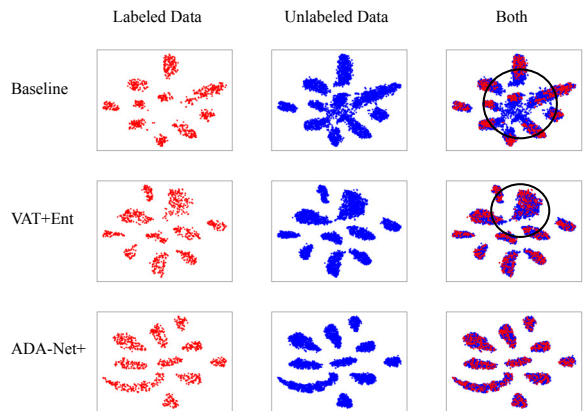 Labeled Data Unlabeled Data Both
Baseline
VAT+Ent
ADA-Net+